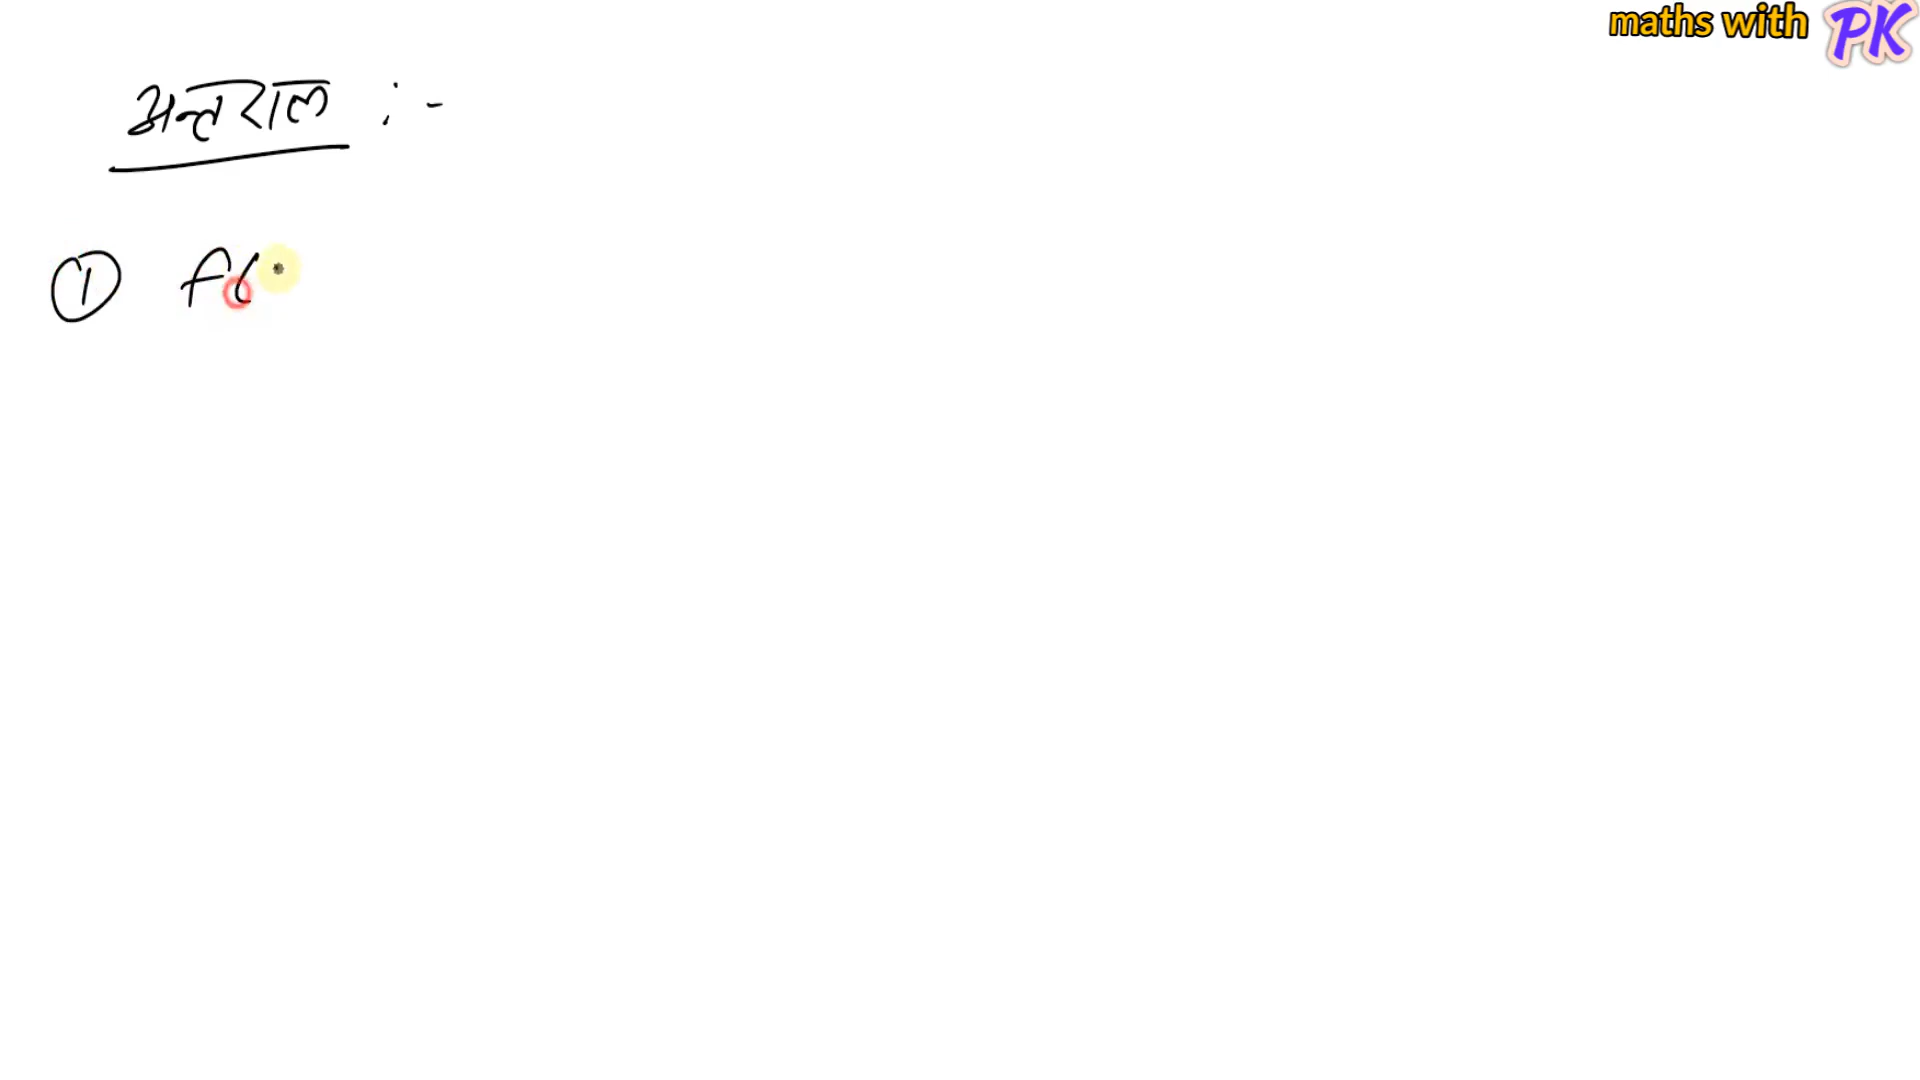 maths with PK
अन्तराल :-
① f(